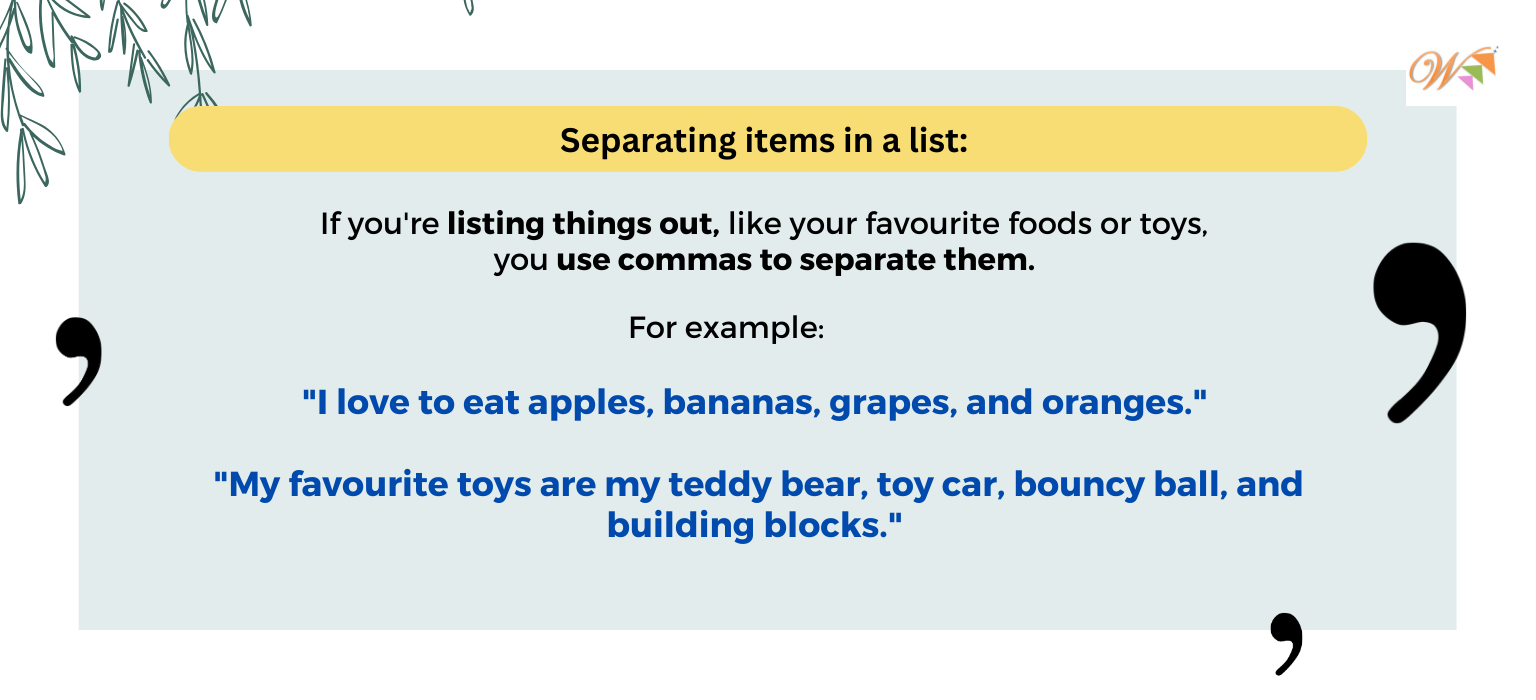 W
Separating items in a list:
If you're listing things out, like your favourite foods or toys,
you use commas to separate them.
For example:
"I love to eat apples, bananas, grapes, and oranges."
"My favourite toys are my teddy bear, toy car, bouncy ball, and
building blocks."